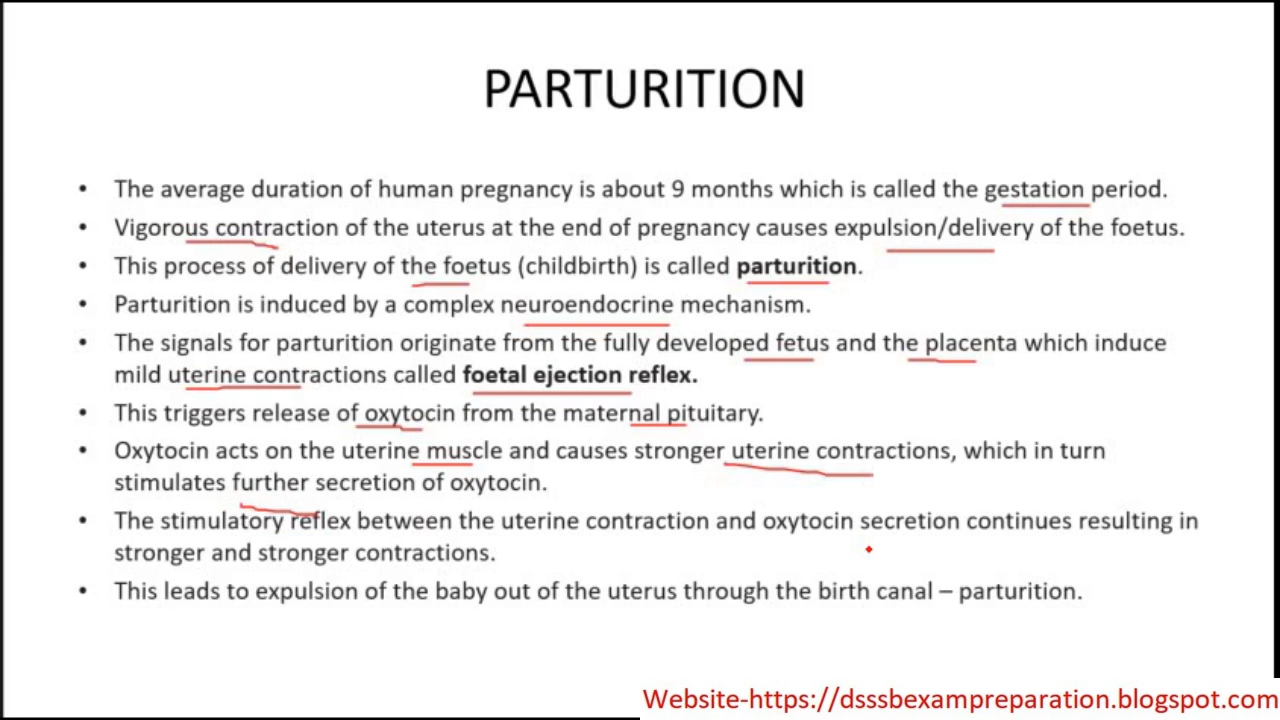 PARTURITION
• The average duration of human pregnancy is about 9 months which is called the gestation period.
• Vigorous contraction of the uterus at the end of pregnancy causes expulsion/delivery of the foetus.
• This process of delivery of the foetus (childbirth) is called parturition.
• Parturition is induced by a complex neuroendocrine mechanism.
• The signals for parturition originate from the fully developed fetus and the placenta which induce
mild uterine contractions called foetal ejection reflex.
• This triggers release of oxytocin from the maternal pituitary.
• Oxytocin acts on the uterine muscle and causes stronger uterine contractions, which in turn
stimulates further secretion of oxytocin.
• The stimulatory reflex between the uterine contraction and oxytocin secretion continues resulting in
stronger and stronger contractions.
• This leads to expulsion of the baby out of the uterus through the birth canal – parturition.
Website-https://dsssbexampreparation.blogspot.com